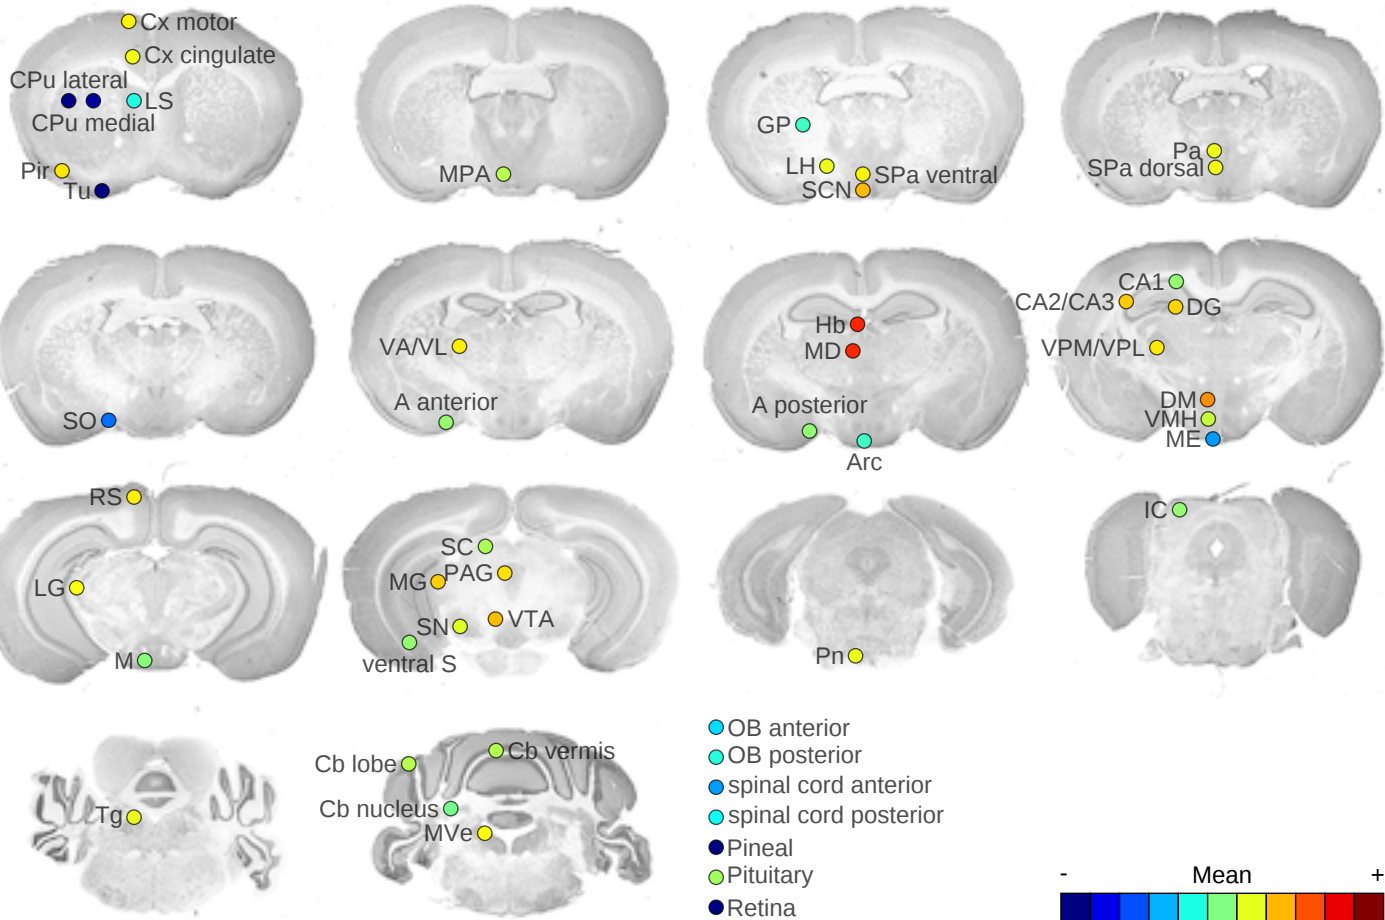 Cx motor
Cx cingulate
CPu lateral
LS
CPu medial
Pir
Tu
MPA
GP
LH
SPa ventral
SCN
Pa
SPa dorsal
SO
VA/VL
A anterior
Hb
MD
A posterior
Arc
CA1
CA2/CA3
DG
VPM/VPL
DM
VMH
ME
RS
LG
M
SC
MG
PAG
SN
VTA
ventral S
Pn
IC
Tg
Cb lobe
Cb vermis
Cb nucleus
MVe
OB anterior
OB posterior
spinal cord anterior
spinal cord posterior
Pineal
Pituitary
Retina
- Mean +